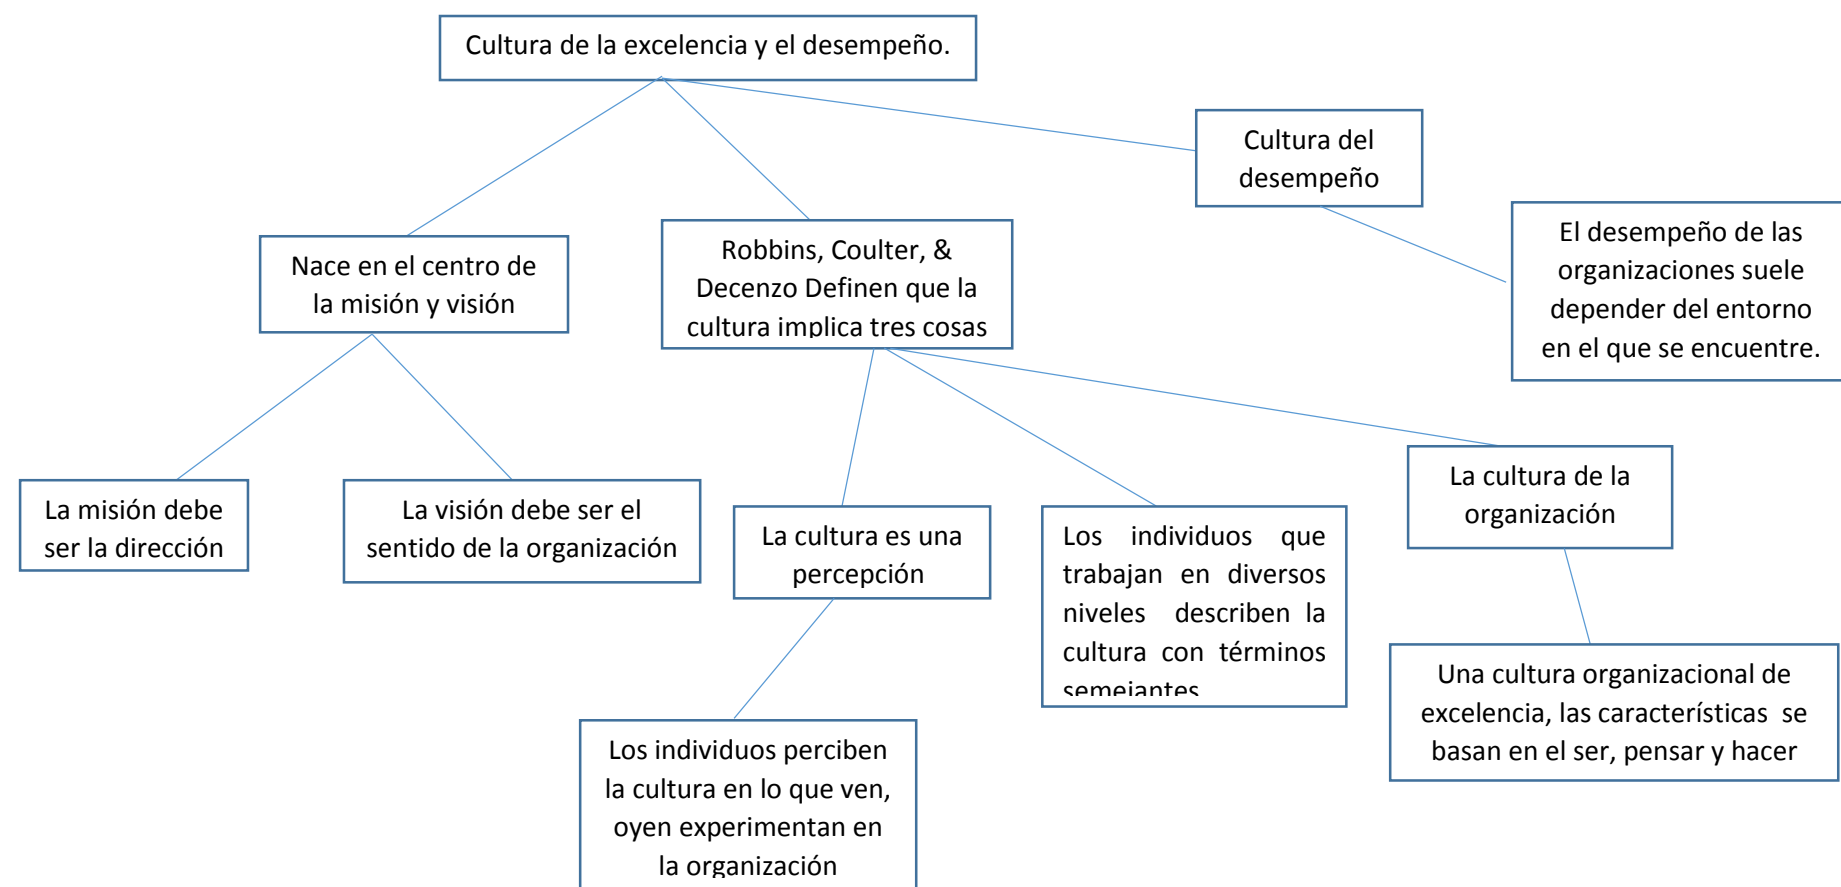 Cultura de la excelencia y el desempeño.
Cultura del
desempeño
El desempeño de las
organizaciones suele
depender del entorno
en el que se encuentre.
Nace en el centro de
la misión y visión
Robbins, Coulter, &
Decenzo Definen que la
cultura implica tres cosas
La misión debe
ser la dirección
La visión debe ser el
sentido de la organización
La cultura es una
percepción
Los individuos que
trabajan en diversos
niveles describen la
cultura con términos
semejantes
La cultura de la
organización
Los individuos perciben
la cultura en lo que ven,
oyen experimentan en
la organización
Una cultura organizacional de
excelencia, las características se
basan en el ser, pensar y hacer